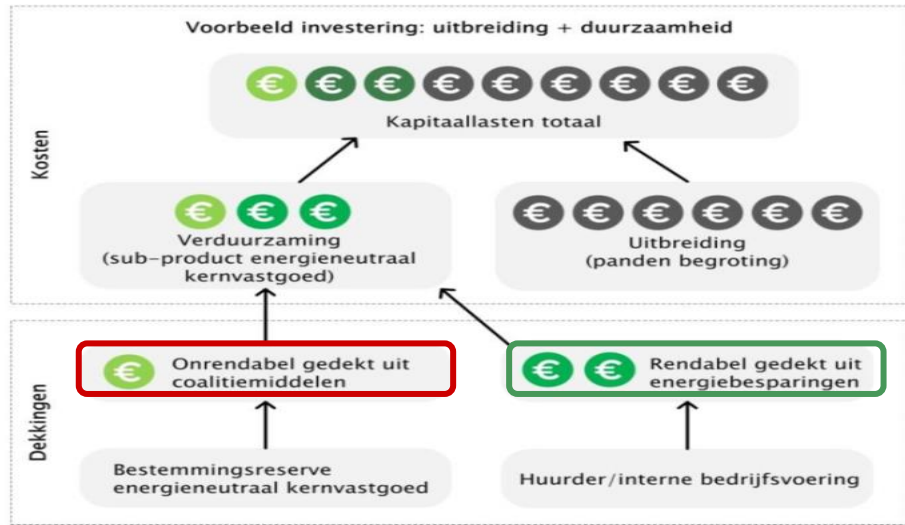 Voorbeeld investering: uitbreiding + duurzaamheid
€ € € € € € € € €
Kapitaallasten totaal
Kosten
€ € €
Verduurzaming
(sub-product energieneutraal
kernvastgoed)
€ € € € € €
Uitbreiding
(panden begroting)
Dekkingen
€ Onrendabel gedekt uit
coalitiemiddelen
€ € Rendabel gedekt uit
energiebesparingen
Bestemmingsreserve
energieneutraal kernvastgoed
Huurder/interne bedrijfsvoering